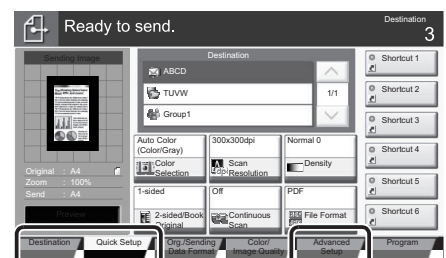 Ready to send.
Destination
3
Sending Image
Original : A4
Zoom : 100%
Send : A4
Preview
Destination
ABCD
TUVW
1/1
Group1
Auto Color
(Color/Gray)
Color
Selection
300x300dpi
Scan
Resolution
Normal 0
Density
1-sided
2-sided/Book
Original
Off
Continuous
Scan
PDF
File Format
Shortcut 1
Shortcut 2
Shortcut 3
Shortcut 4
Shortcut 5
Shortcut 6
Destination
Quick Setup
Org./Sending
Data Format
Color/
Image Quality
Advanced
Setup
Program